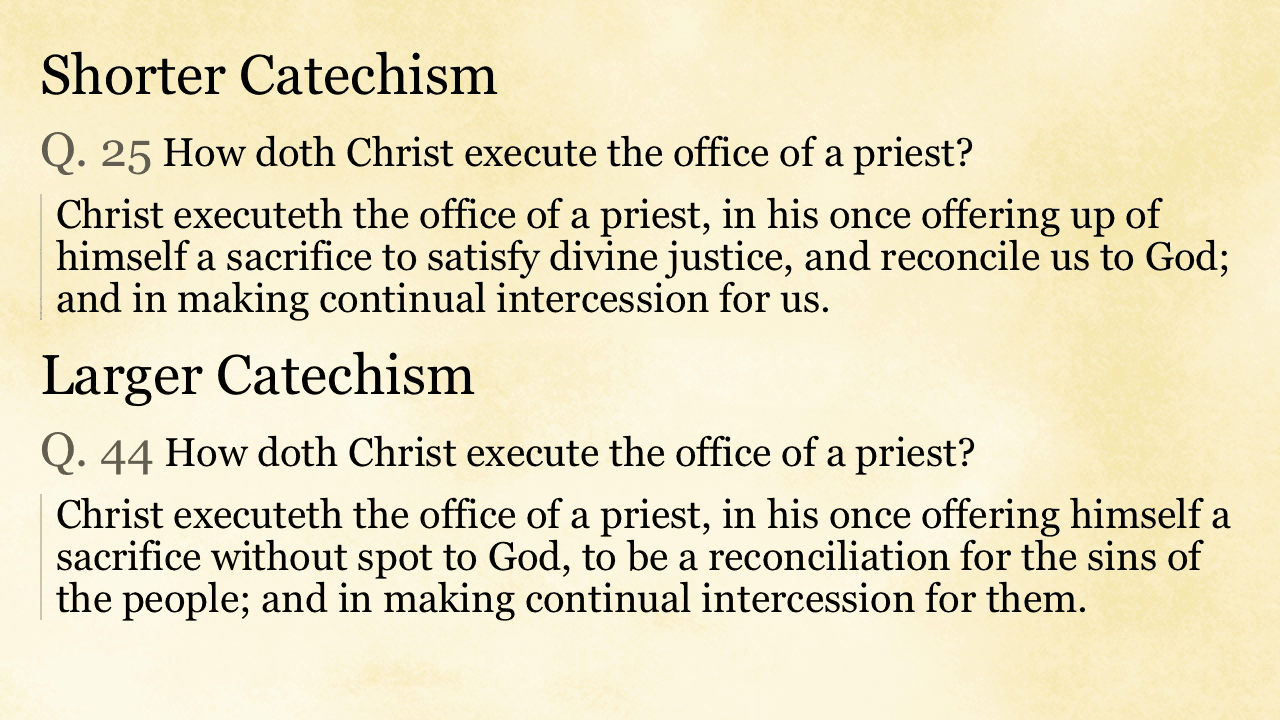 Shorter Catechism
Q. 25 How doth Christ execute the office of a priest?
Christ executeth the office of a priest, in his once offering up of
himself a sacrifice to satisfy divine justice, and reconcile us to God;
and in making continual intercession for us.
Larger Catechism
Q. 44 How doth Christ execute the office of a priest?
Christ executeth the office of a priest, in his once offering himself a
sacrifice without spot to God, to be a reconciliation for the sins of
the people; and in making continual intercession for them.